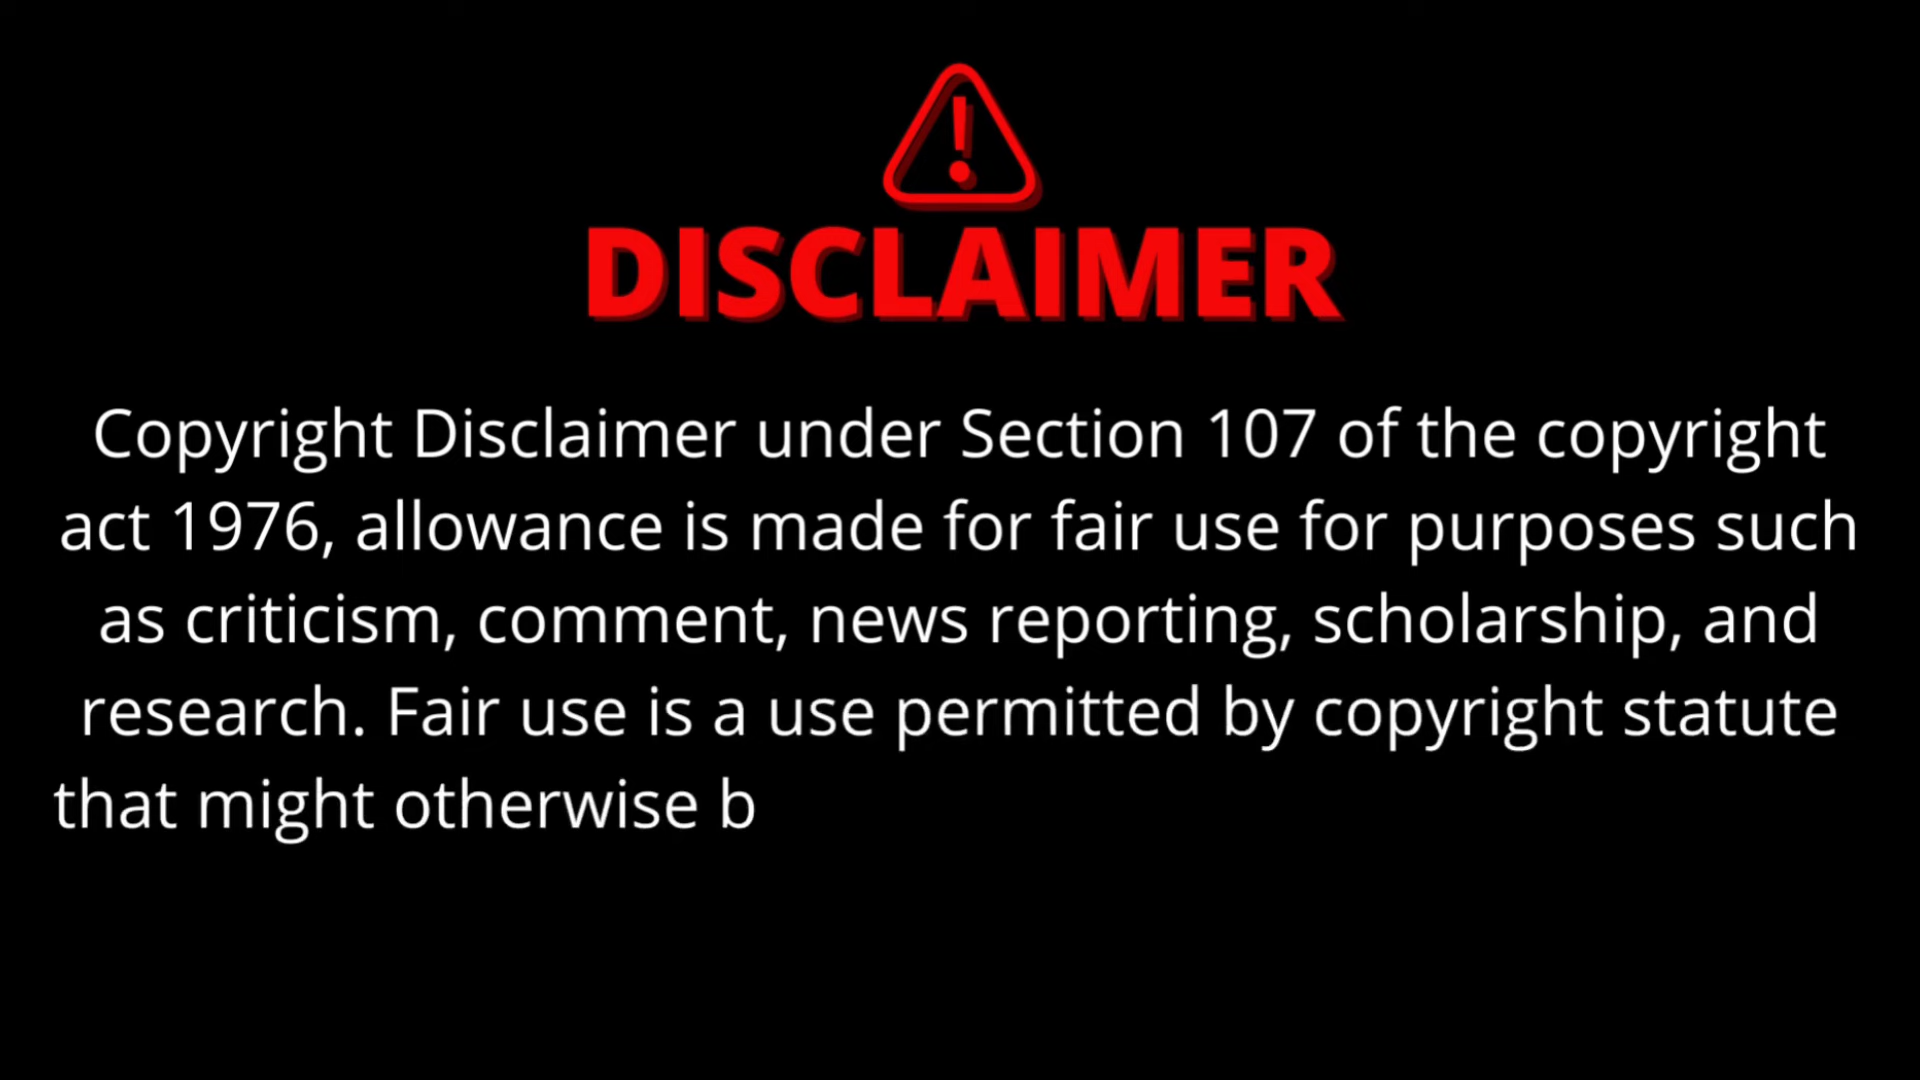 DISCLAIMER
Copyright Disclaimer under Section 107 of the copyright
act 1976, allowance is made for fair use for purposes such
as criticism, comment, news reporting, scholarship, and
research. Fair use is a use permitted by copyright statute
that might otherwise b